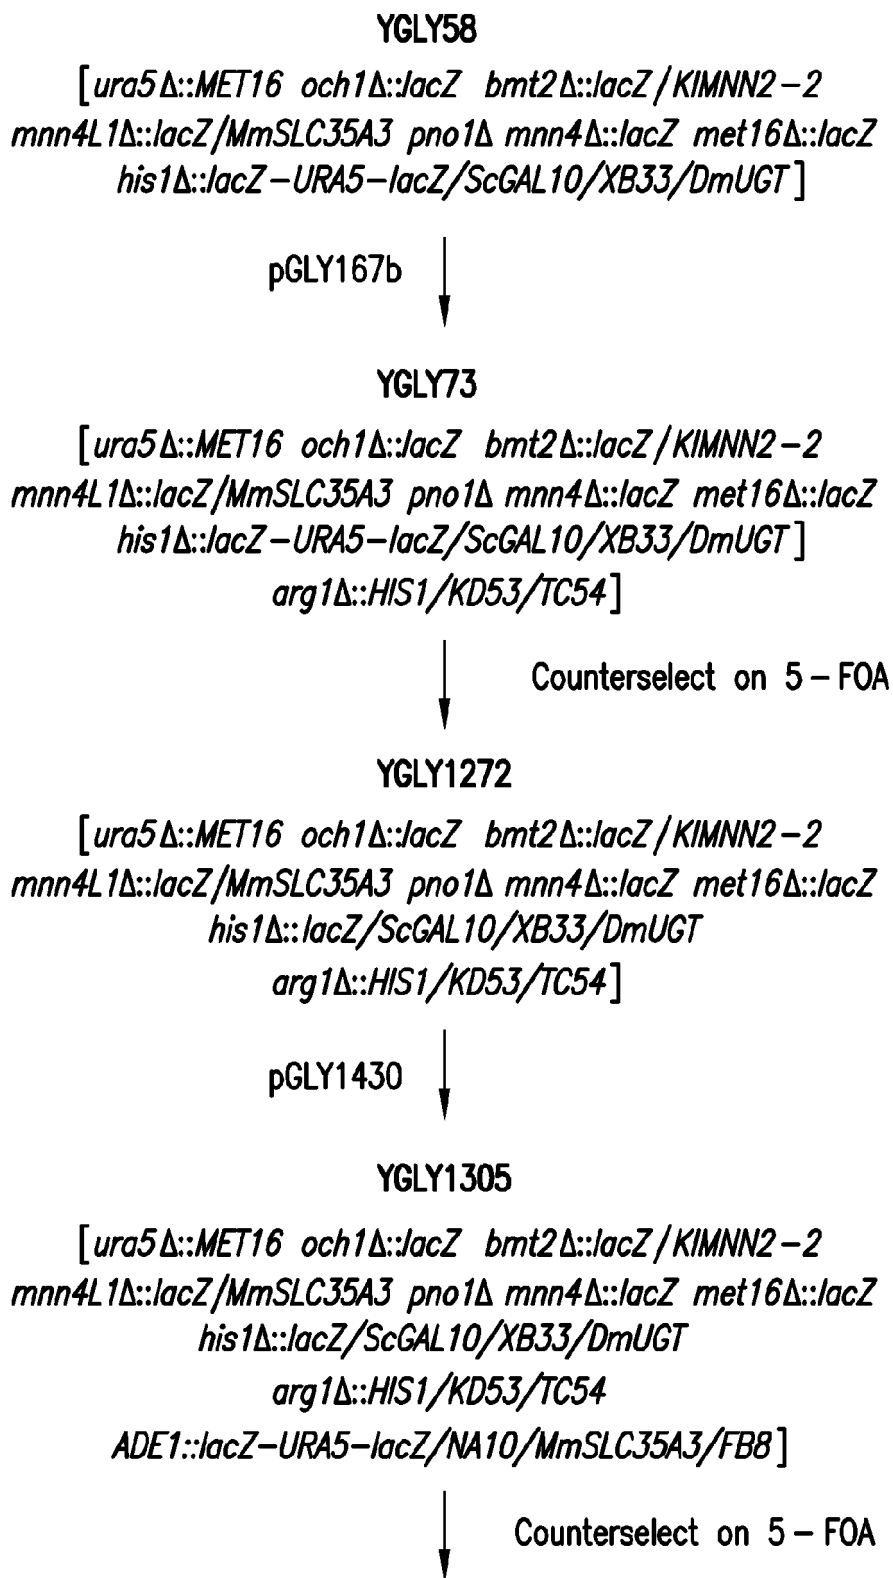 YGLY58
[ura5Δ::MET16 och1Δ::lacZ bmt2Δ::lacZ/KlMNN2-2
mnn4L1Δ::lacZ/MmSLC35A3 pno1Δ mnn4Δ::lacZ met16Δ::lacZ
his1Δ::lacZ-URA5-lacZ/ScGAL10/XB33/DmUGT]
pGLY167b
YGLY73
[ura5Δ::MET16 och1Δ::lacZ bmt2Δ::lacZ/KlMNN2-2
mnn4L1Δ::lacZ/MmSLC35A3 pno1Δ mnn4Δ::lacZ met16Δ::lacZ
his1Δ::lacZ-URA5-lacZ/ScGAL10/XB33/DmUGT]
arg1Δ::HIS1/KD53/TC54]
Counterselect on 5-FOA
YGLY1272
[ura5Δ::MET16 och1Δ::lacZ bmt2Δ::lacZ/KlMNN2-2
mnn4L1Δ::lacZ/MmSLC35A3 pno1Δ mnn4Δ::lacZ met16Δ::lacZ
his1Δ::lacZ/ScGAL10/XB33/DmUGT
arg1Δ::HIS1/KD53/TC54]
pGLY1430
YGLY1305
[ura5Δ::MET16 och1Δ::lacZ bmt2Δ::lacZ/KlMNN2-2
mnn4L1Δ::lacZ/MmSLC35A3 pno1Δ mnn4Δ::lacZ met16Δ::lacZ
his1Δ::lacZ/ScGAL10/XB33/DmUGT
arg1Δ::HIS1/KD53/TC54
ADE1::lacZ-URA5-lacZ/NA10/MmSLC35A3/FB8]
Counterselect on 5-FOA